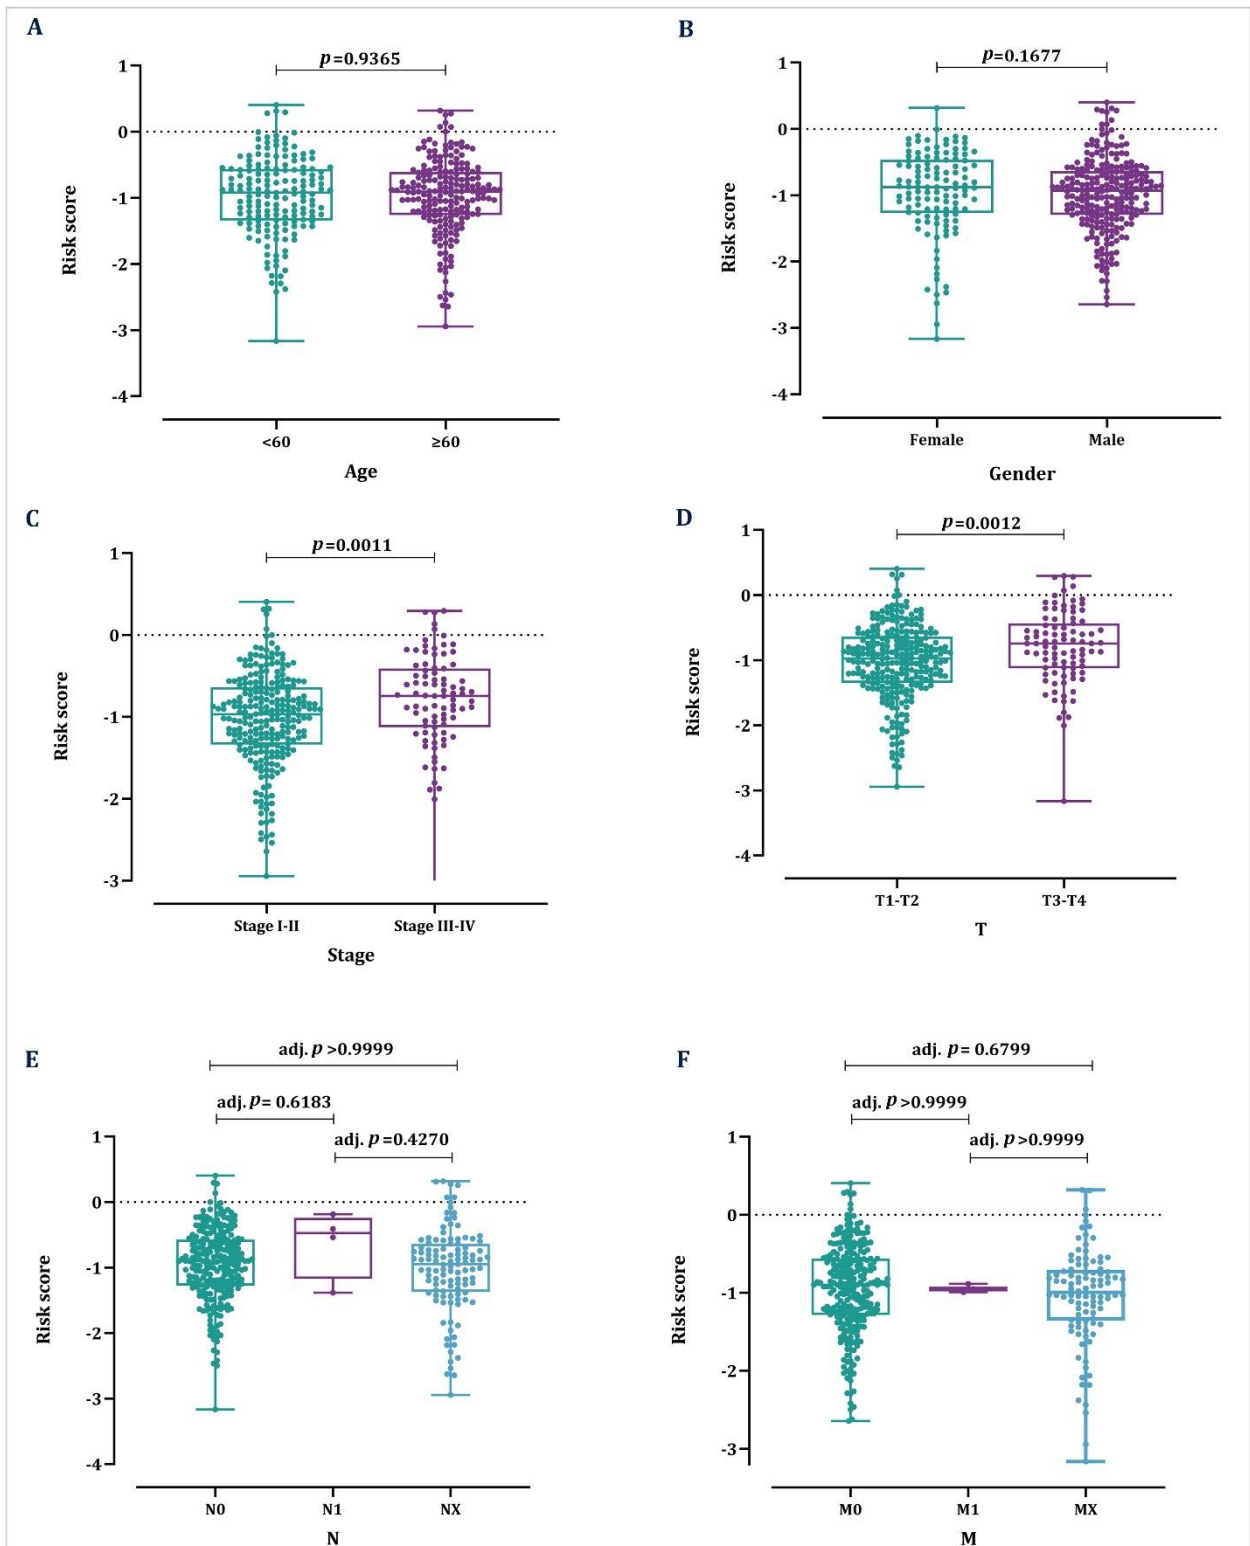 A
p=0.9365
1
0
-1
-2
-3
-4
Risk score
<60 ≥60
Age
B
p=0.1677
1
0
-1
-2
-3
-4
Risk score
Female Male
Gender
C
p=0.0011
1
0
-1
-2
-3
Risk score
Stage I-II Stage III-IV
Stage
D
p=0.0012
1
0
-1
-2
-3
-4
Risk score
T1-T2 T3-T4
T
E
adj. p >0.9999
adj. p= 0.6183
adj. p =0.4270
1
0
-1
-2
-3
-4
Risk score
N0 N1 NX
N
F
adj. p= 0.6799
adj. p >0.9999
adj. p >0.9999
1
0
-1
-2
-3
Risk score
M0 M1 MX
M